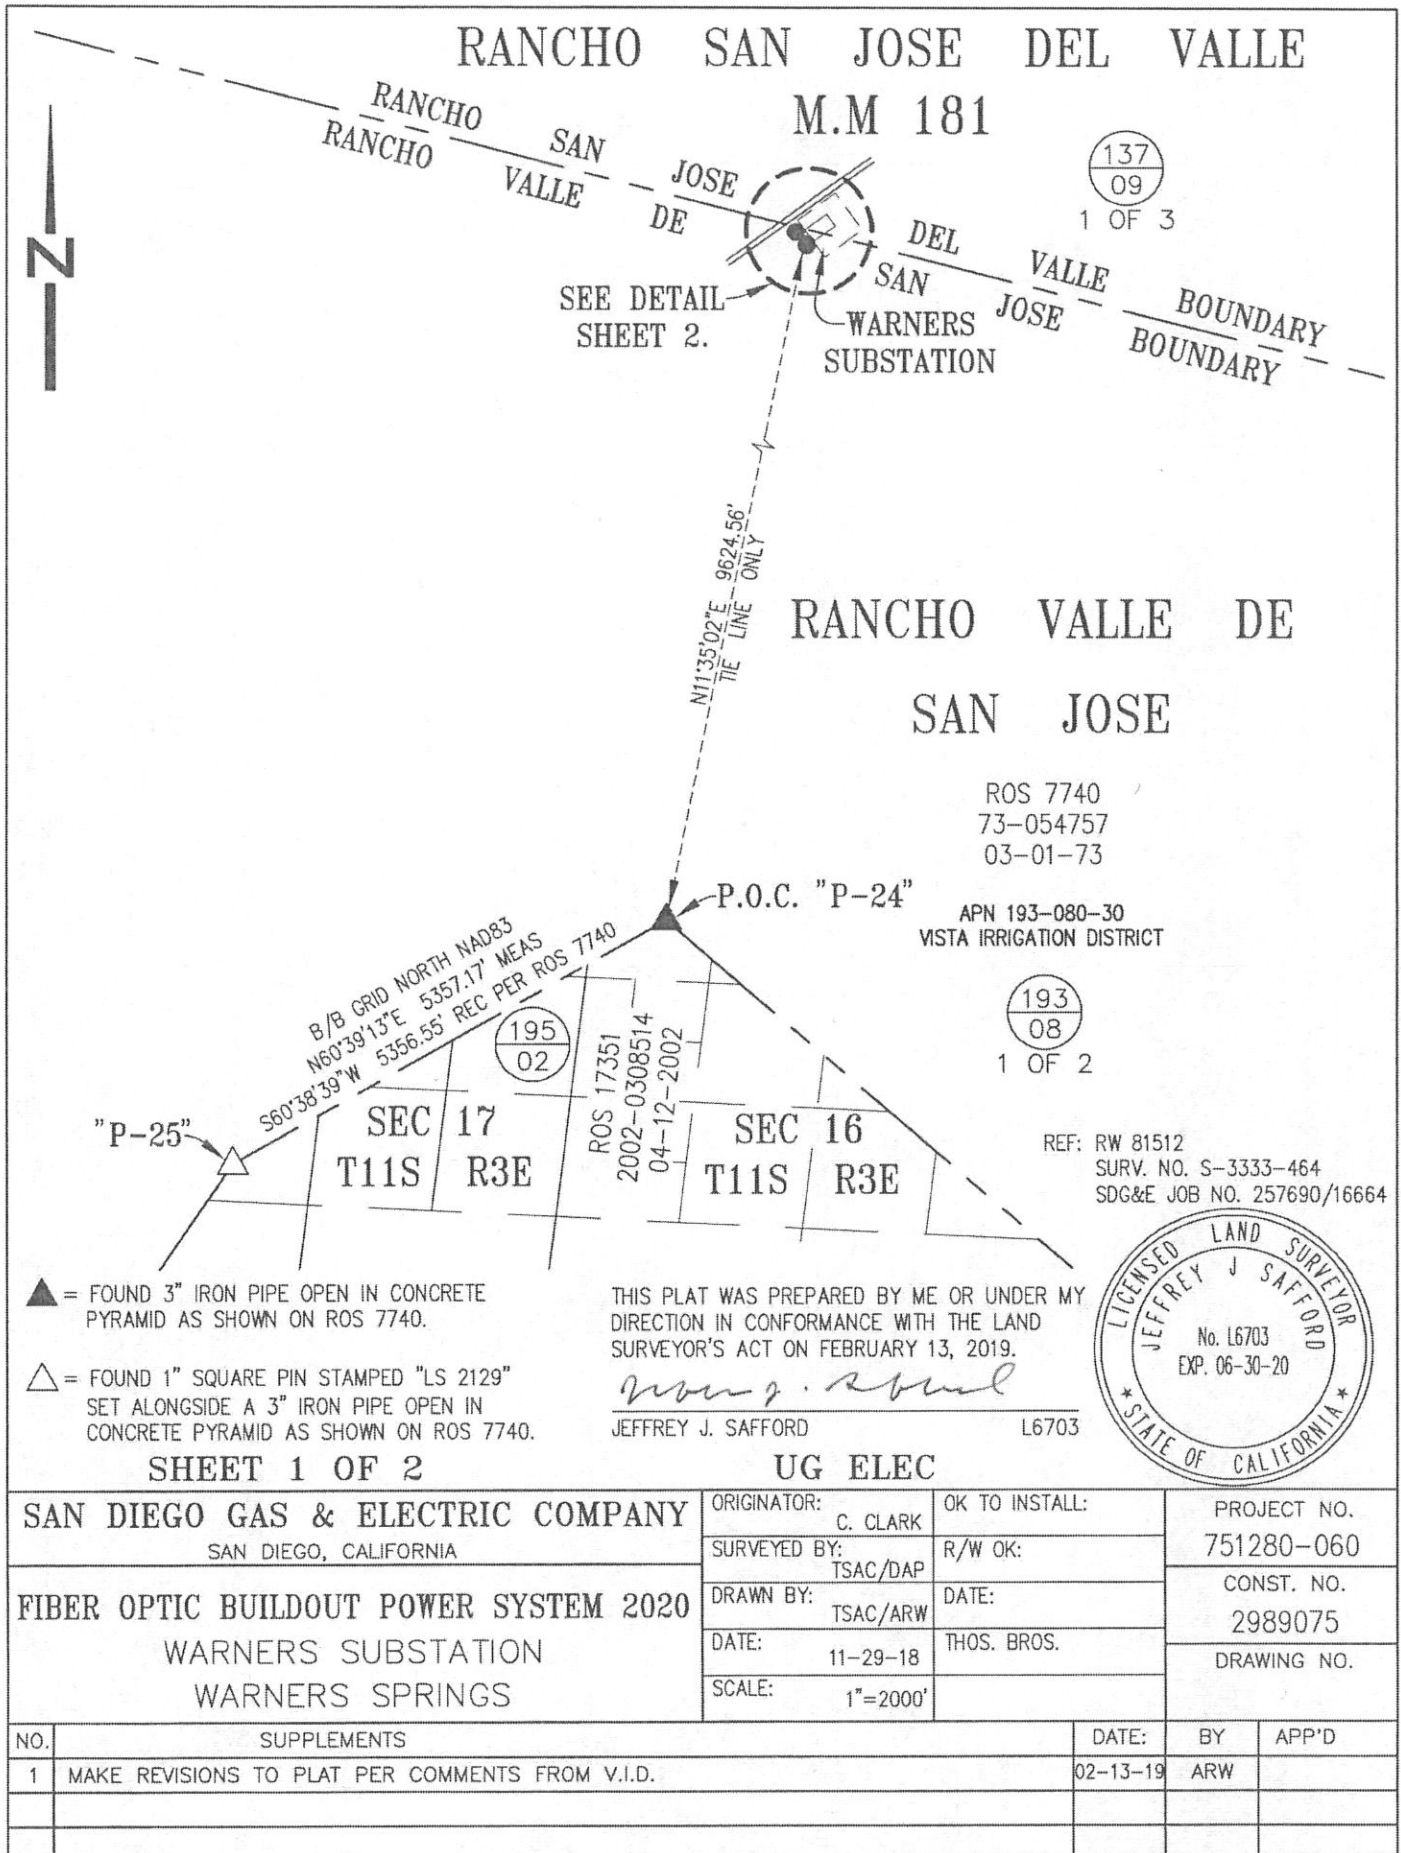 RANCHO SAN JOSE DEL VALLE
M.M 181
137
09
1 OF 3
RANCHO SAN JOSE DEL VALLE BOUNDARY
RANCHO VALLE DE SAN JOSE BOUNDARY
N
SEE DETAIL
SHEET 2.
WARNERS
SUBSTATION
N11°35'02"E 9624.56'
TIE LINE ONLY
RANCHO VALLE DE
SAN JOSE
ROS 7740
73-054757
03-01-73
APN 193-080-30
VISTA IRRIGATION DISTRICT
193
08
1 OF 2
P.O.C. "P-24"
B/B GRID NORTH NAD83
N60°39'13"E 5357.17' MEAS
S60°38'39"W 5356.55' REC PER ROS 7740
195
02
ROS 17351
2002-0308514
04-12-2002
"P-25"
SEC 17
T11S R3E
SEC 16
T11S R3E
REF: RW 81512
SURV. NO. S-3333-464
SDG&E JOB NO. 257690/16664
= FOUND 3" IRON PIPE OPEN IN CONCRETE
PYRAMID AS SHOWN ON ROS 7740.
= FOUND 1" SQUARE PIN STAMPED "LS 2129"
SET ALONGSIDE A 3" IRON PIPE OPEN IN
CONCRETE PYRAMID AS SHOWN ON ROS 7740.
THIS PLAT WAS PREPARED BY ME OR UNDER MY
DIRECTION IN CONFORMANCE WITH THE LAND
SURVEYOR'S ACT ON FEBRUARY 13, 2019.
JEFFREY J. SAFFORD L6703
LICENSED LAND SURVEYOR
JEFFREY J SAFFORD
No. L6703
EXP. 06-30-20
★ STATE OF CALIFORNIA ★
SHEET 1 OF 2
UG ELEC
SAN DIEGO GAS & ELECTRIC COMPANY
SAN DIEGO, CALIFORNIA
FIBER OPTIC BUILDOUT POWER SYSTEM 2020
WARNERS SUBSTATION
WARNERS SPRINGS
ORIGINATOR: C. CLARK
OK TO INSTALL:
SURVEYED BY: TSAC/DAP
R/W OK:
DRAWN BY: TSAC/ARW
DATE:
DATE: 11-29-18
THOS. BROS.
SCALE: 1"=2000'
PROJECT NO.
751280-060
CONST. NO.
2989075
DRAWING NO.
NO. SUPPLEMENTS DATE: BY APP'D
1 MAKE REVISIONS TO PLAT PER COMMENTS FROM V.I.D. 02-13-19 ARW